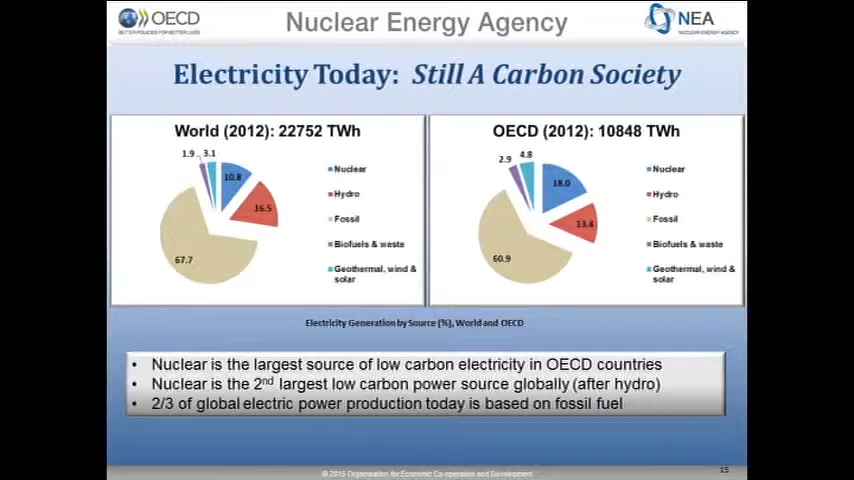 OECD
BETTER POLICIES FOR BETTER LIVES
Nuclear Energy Agency
NEA
NUCLEAR ENERGY AGENCY
Electricity Today: Still A Carbon Society
World (2012): 22752 TWh
1.9
3.1
10.8
16.5
67.7
Nuclear
Hydro
Fossil
Biofuels & waste
Geothermal, wind &
solar
OECD (2012): 10848 TWh
2.9
4.8
18.0
13.4
60.9
Nuclear
Hydro
Fossil
Biofuels & waste
Geothermal, wind &
solar
Electricity Generation by Source (%), World and OECD
• Nuclear is the largest source of low carbon electricity in OECD countries
• Nuclear is the 2nd largest low carbon power source globally (after hydro)
• 2/3 of global electric power production today is based on fossil fuel
© 2015 Organisation for Economic Co-operation and Development
15